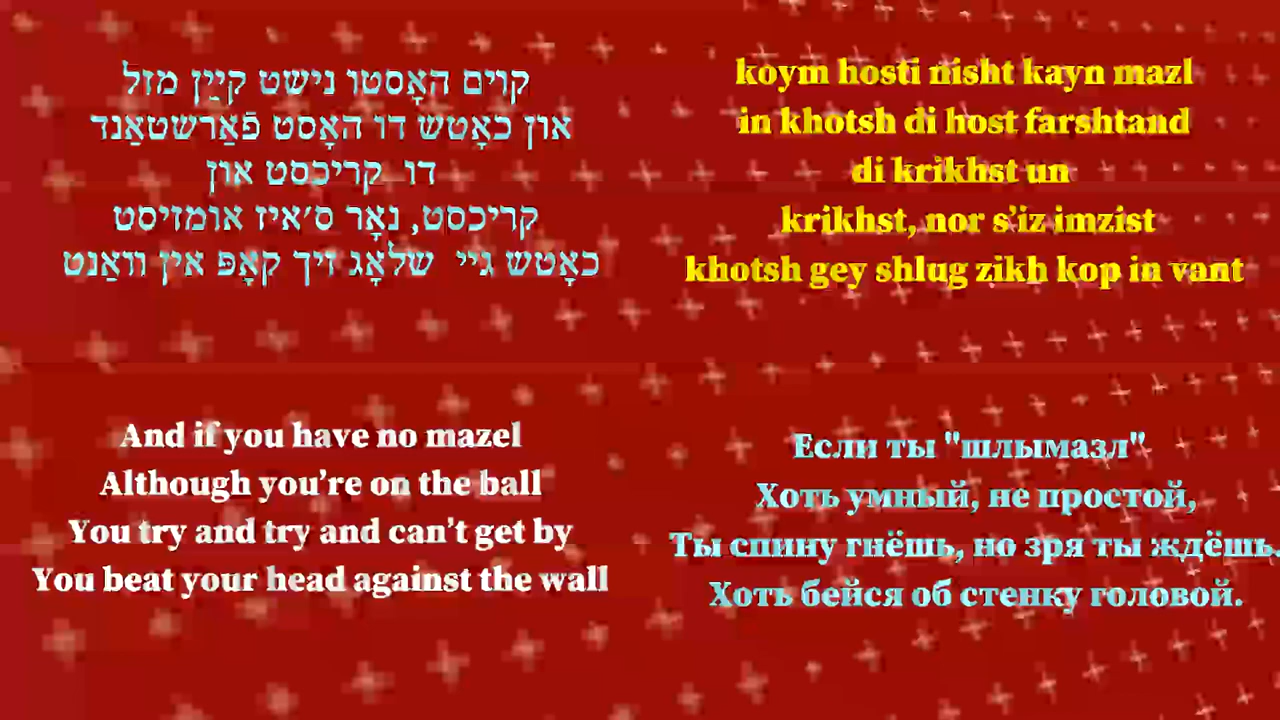 קוים האָסטו נישט קײַן מזל
און כאָטש דו האָסט פֿאַרשטאַנד
דו קריכסט און
קריכסט, נאָר ס׳איז אומזיסט
כאָטש גיי שלאָג זיך קאָפּ אין וואַנט
koym hosti nisht kayn mazl
in khotsh di host farshtand
di krikhst un
krikhst, nor s’iz imzist
khotsh gey shlug zikh kop in vant
And if you have no mazel
Although you’re on the ball
You try and try and can’t get by
You beat your head against the wall
Если ты "шлымазл"
Хоть умный, не простой,
Ты спину гнёшь, но зря ты ждёшь.
Хоть бейся об стенку головой.